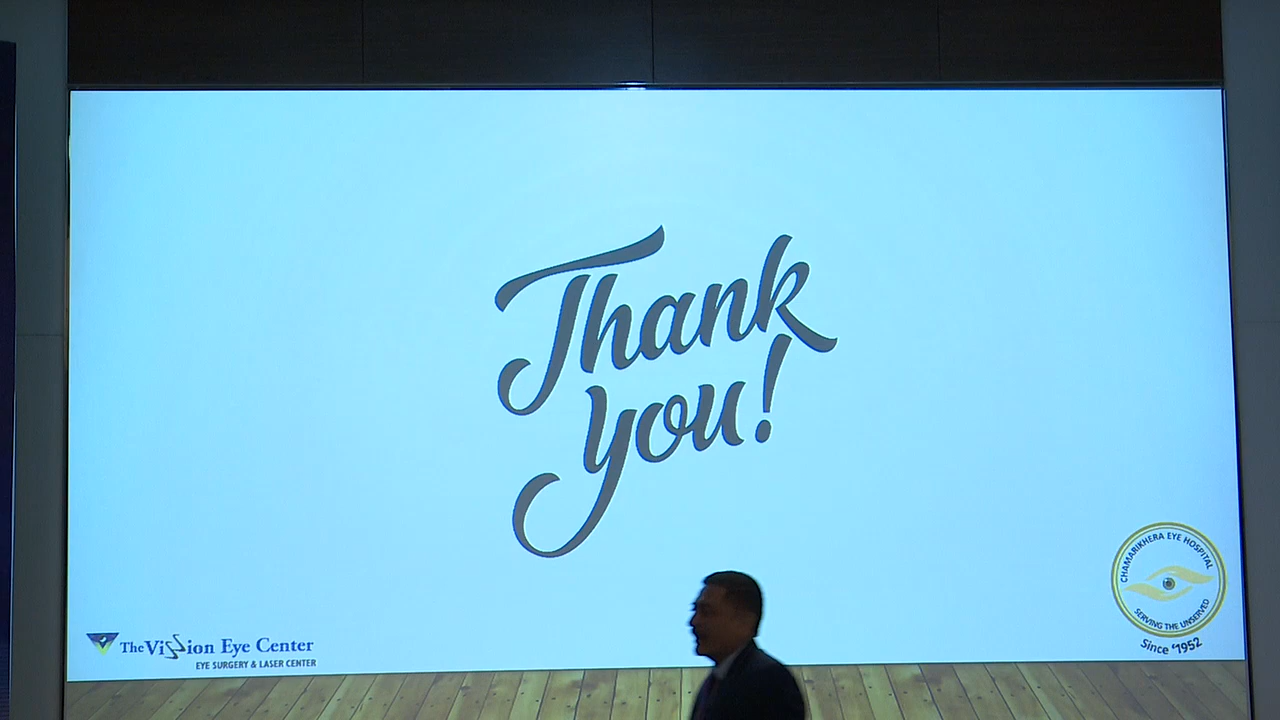 Thank
you!
The Vission Eye Center
EYE SURGERY & LASER CENTER
CHAMARIKHERA EYE HOSPITAL
SERVING THE UNSERVED
Since '1952